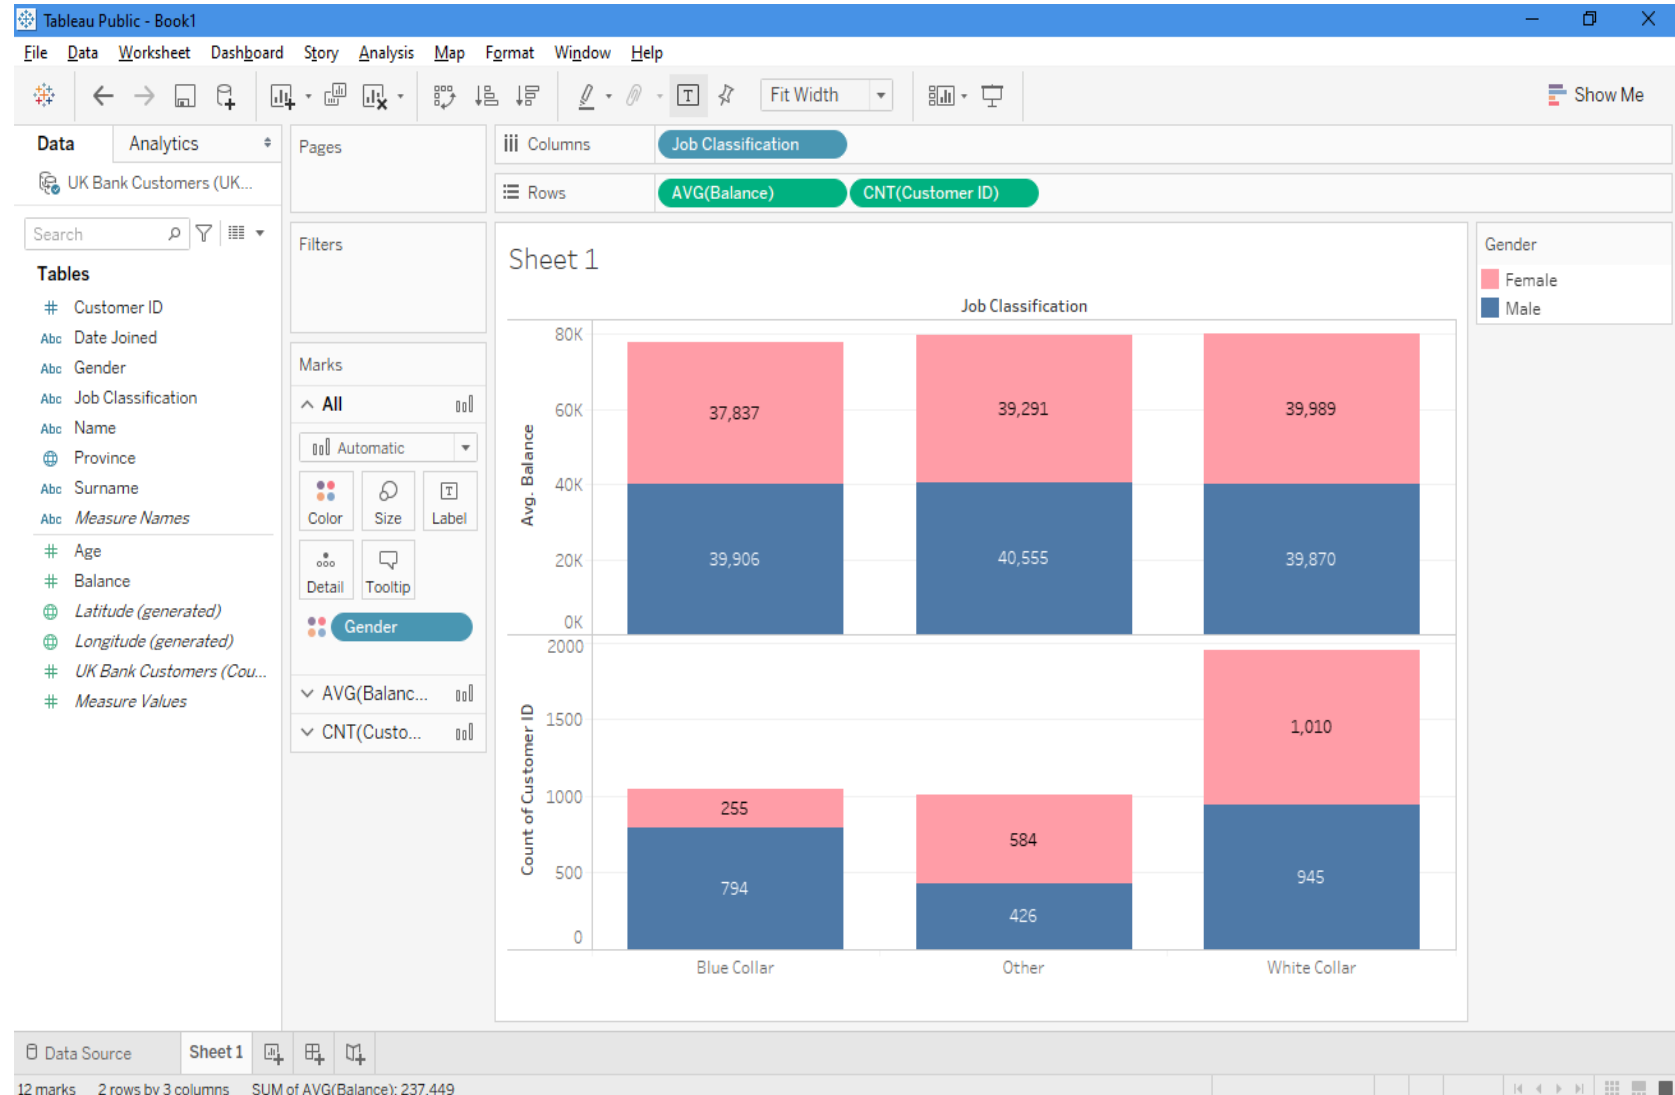 Tableau Public - Book1
File Data Worksheet Dashboard Story Analysis Map Format Window Help
T Fit Width Show Me
Data Analytics
UK Bank Customers (UK...
Search
Tables
# Customer ID
Abc Date Joined
Abc Gender
Abc Job Classification
Abc Name
Province
Abc Surname
Abc Measure Names
# Age
# Balance
Latitude (generated)
Longitude (generated)
# UK Bank Customers (Cou...
# Measure Values
Pages
Filters
Marks
All
Automatic
Color Size T Label
Detail Tooltip
Gender
AVG(Balanc...
CNT(Custo...
Columns Job Classification
Rows AVG(Balance) CNT(Customer ID)
Sheet 1
Job Classification
Avg. Balance
80K
60K
40K
20K
0K
37,837 39,291 39,989
39,906 40,555 39,870
Count of Customer ID
2000
1500
1000
500
0
1,010
255 584
794 426 945
Blue Collar Other White Collar
Gender
Female
Male
Data Source Sheet 1
12 marks 2 rows by 3 columns SUM of AVG(Balance): 237,449